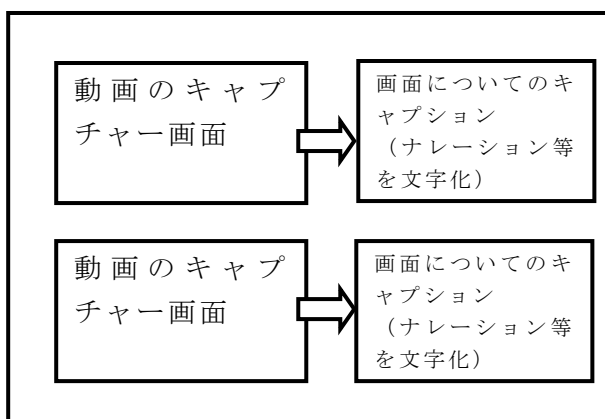 動画のキャプ
チャー画面
画面についてのキ
ャプション
（ナレーション等
を文字化）
動画のキャプ
チャー画面
画面についてのキ
ャプション
（ナレーション等
を文字化）